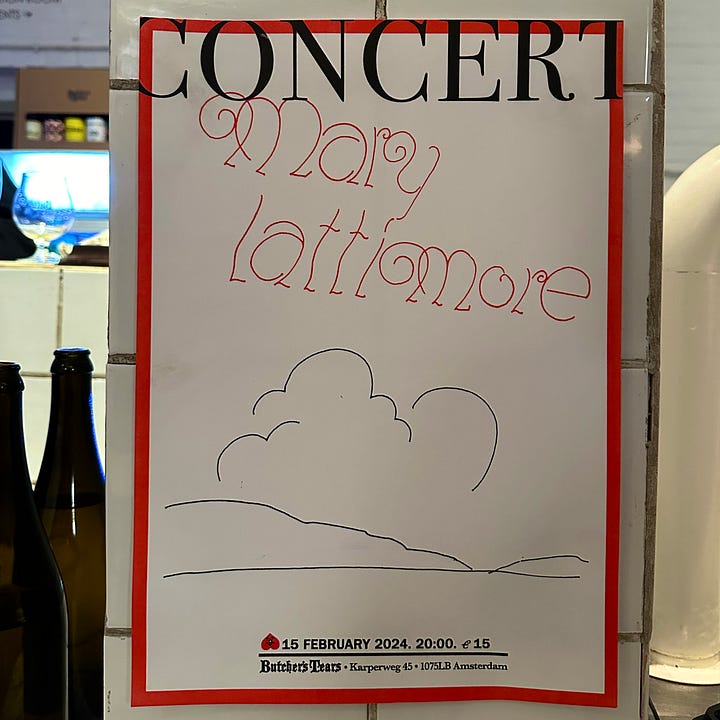 CONCERT
Mary
lattimore
15 FEBRUARY 2024. 20:00. € 15
Butcher's Tears • Karperweg 45 • 1075LB Amsterdam